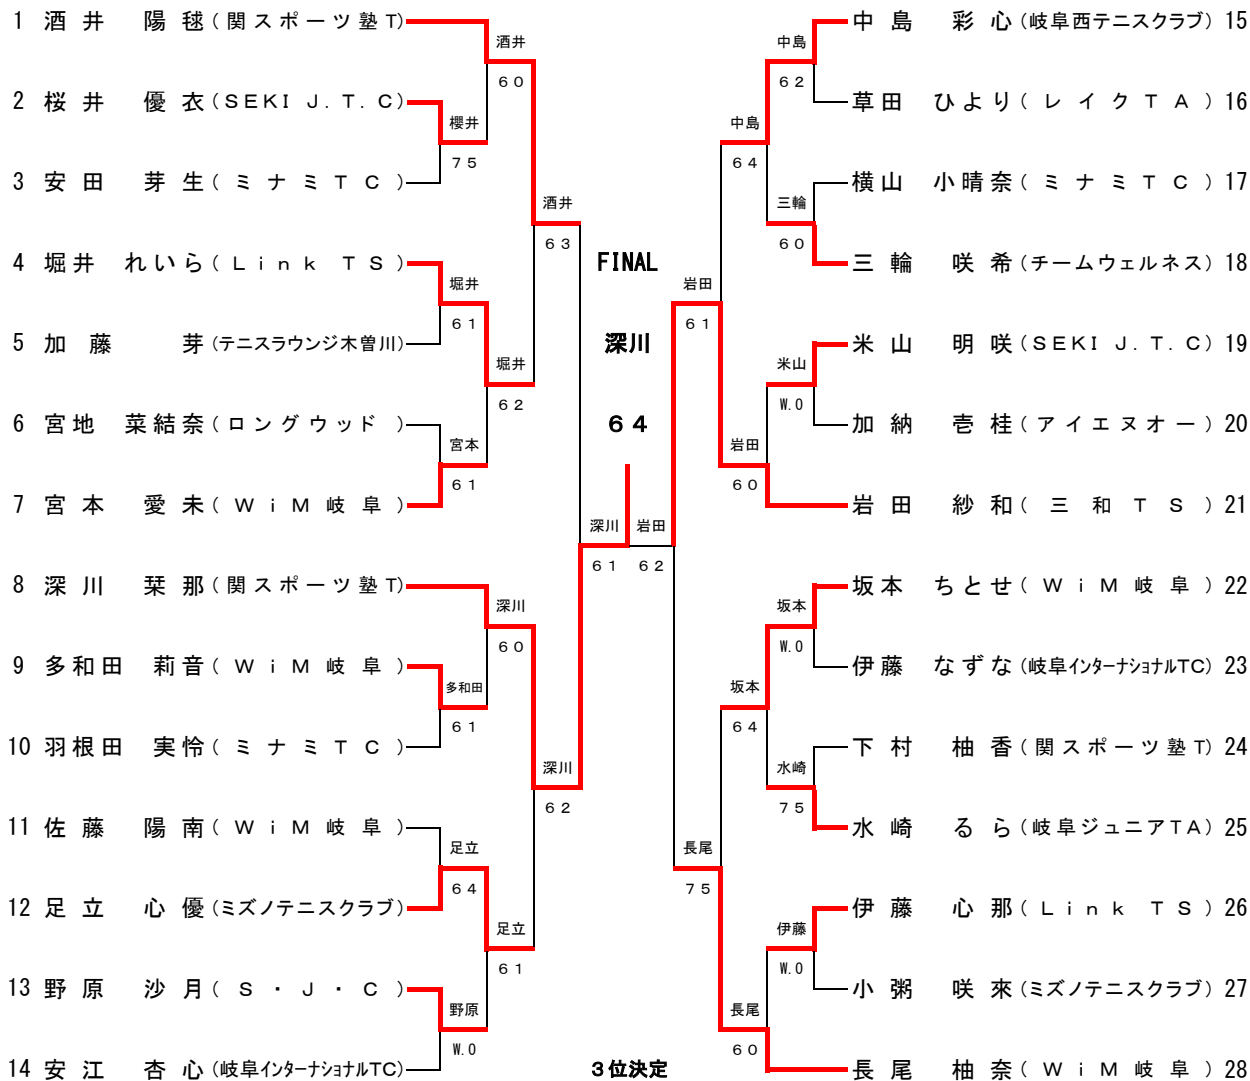 1 酒井 陽毬 (関スポーツ塾T)
2 桜井 優衣 (SEKI J.T.C)
3 安田 芽生 (ミナミTC)
4 堀井 れいら (Link TS)
5 加藤 芽 (テニスラウンジ木曽川)
6 宮地 菜結奈 (ロングウッド)
7 宮本 愛未 (WiM岐阜)
8 深川 栞那 (関スポーツ塾T)
9 多和田 莉音 (WiM岐阜)
10 羽根田 実怜 (ミナミTC)
11 佐藤 陽南 (WiM岐阜)
12 足立 心優 (ミズノテニスクラブ)
13 野原 沙月 (S・J・C)
14 安江 杏心 (岐阜インターナショナルTC)
酒井
60
櫻井
75
酒井
63
堀井
61
堀井
62
宮本
61
深川
60
多和田
61
深川
62
足立
64
足立
61
野原
W.0
深川
61
FINAL
深川
64
岩田
62
3位決定
中島
62
中島
64
三輪
60
岩田
61
米山
W.0
岩田
60
坂本
W.0
坂本
64
水崎
75
長尾
75
伊藤
W.0
長尾
60
中島 彩心 (岐阜西テニスクラブ) 15
草田 ひより (レイクTA) 16
横山 小晴奈 (ミナミTC) 17
三輪 咲希 (チームウェルネス) 18
米山 明咲 (SEKI J.T.C) 19
加納 壱桂 (アイエヌオー) 20
岩田 紗和 (三和TS) 21
坂本 ちとせ (WiM岐阜) 22
伊藤 なずな (岐阜インターナショナルTC) 23
下村 柚香 (関スポーツ塾T) 24
水崎 るら (岐阜ジュニアTA) 25
伊藤 心那 (Link TS) 26
小粥 咲來 (ミズノテニスクラブ) 27
長尾 柚奈 (WiM岐阜) 28